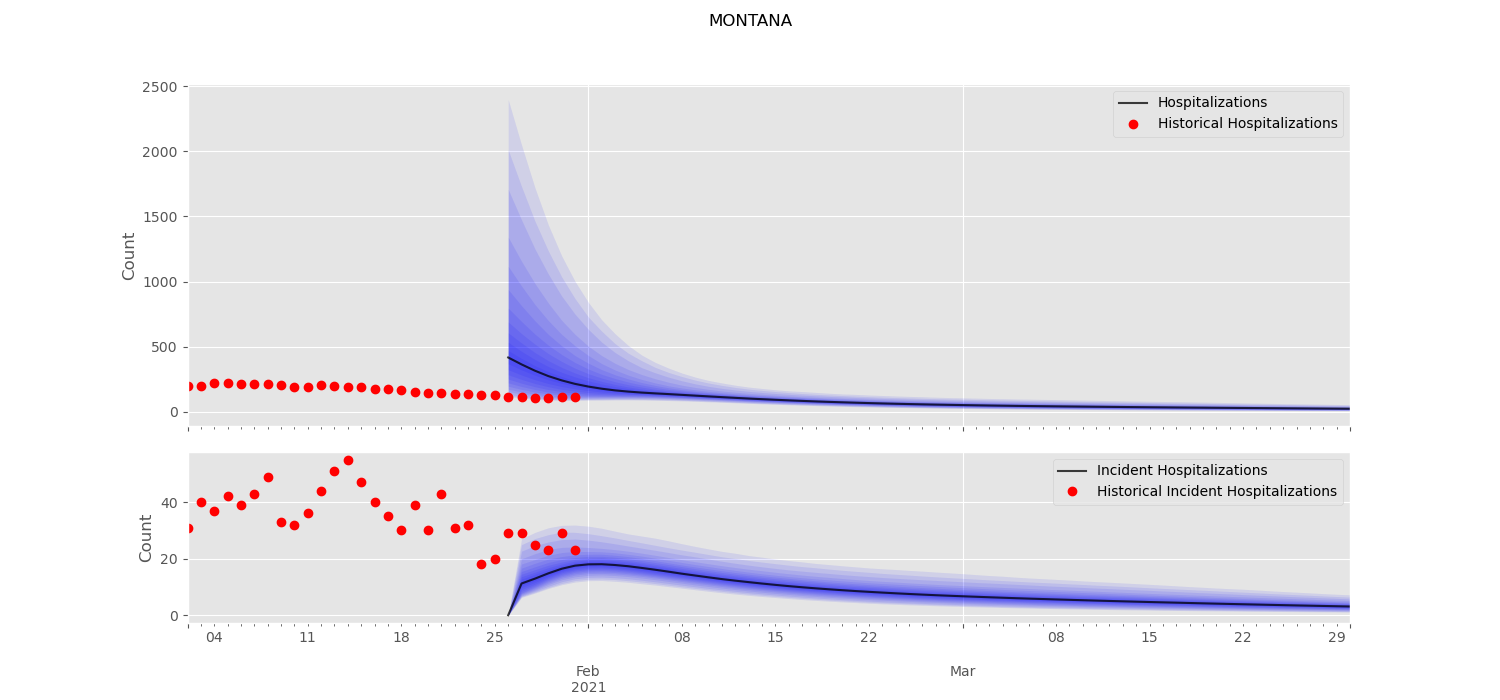 MONTANA
2500
2000
1500
1000
500
0
Count
Hospitalizations
Historical Hospitalizations
40
20
0
Count
Incident Hospitalizations
Historical Incident Hospitalizations
04 11 18 25 08 15 22 08 15 22 29
Feb Mar
2021